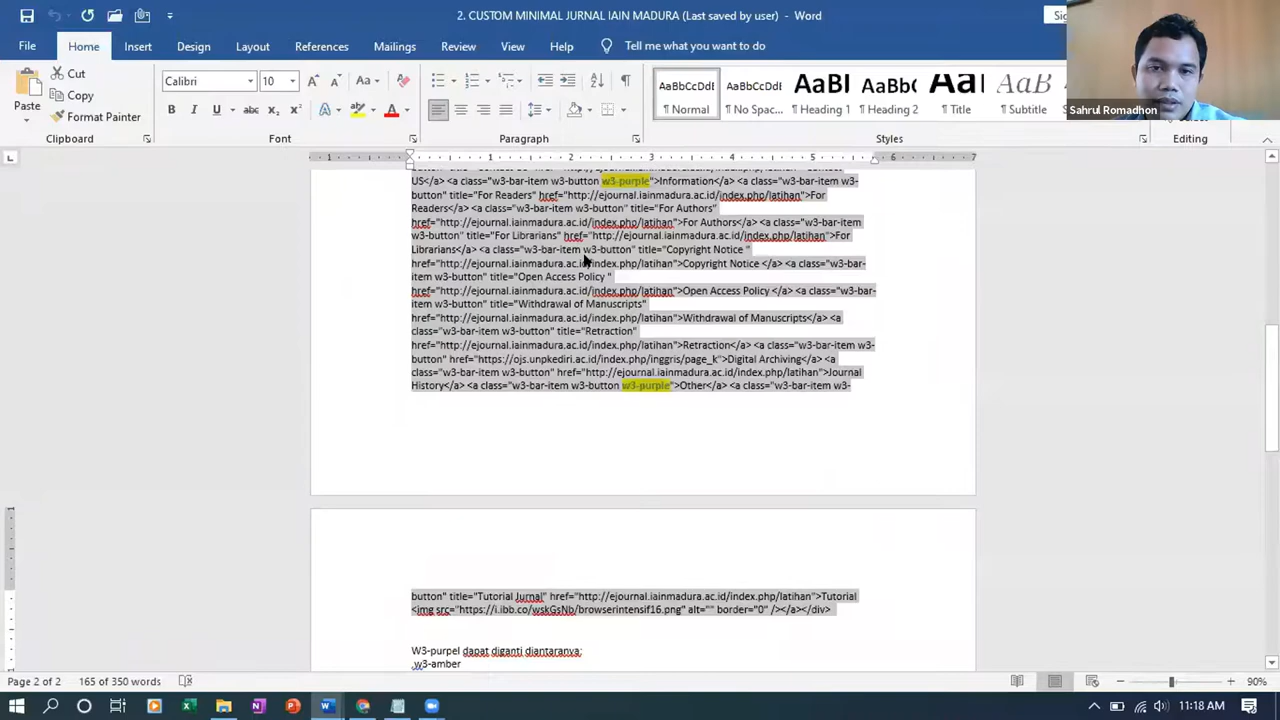 2. CUSTOM MINIMAL JURNAL IAIN MADURA (Last saved by user) - Word
File Home Insert Design Layout References Mailings Review View Help Tell me what you want to do
Sahrul Romadhon
Paste
Cut
Copy
Format Painter
Clipboard
Calibri 10
Font
Paragraph
AaBbCcDdE AaBbCcDdE AaBl AaBbC AaBb AaBbC
¶ Normal ¶ No Spac... ¶ Heading 1 ¶ Heading 2 ¶ Title ¶ Subtitle
Styles
Editing
1 1 2 3 4 5 6 7
US</a> <a class="w3-bar-item w3-button w3-purple">Information</a> <a class="w3-bar-item w3-
button" title="For Readers" href="http://ejournal.iainmadura.ac.id/index.php/latihan">For
Readers</a> <a class="w3-bar-item w3-button" title="For Authors"
href="http://ejournal.iainmadura.ac.id/index.php/latihan">For Authors</a> <a class="w3-bar-item
w3-button" title="For Librarians" href="http://ejournal.iainmadura.ac.id/index.php/latihan">For
Librarians</a> <a class="w3-bar-item w3-button" title="Copyright Notice "
href="http://ejournal.iainmadura.ac.id/index.php/latihan">Copyright Notice </a> <a class="w3-bar-
item w3-button" title="Open Access Policy "
href="http://ejournal.iainmadura.ac.id/index.php/latihan">Open Access Policy </a> <a class="w3-bar-
item w3-button" title="Withdrawal of Manuscripts"
href="http://ejournal.iainmadura.ac.id/index.php/latihan">Withdrawal of Manuscripts</a> <a
class="w3-bar-item w3-button" title="Retraction"
href="http://ejournal.iainmadura.ac.id/index.php/latihan">Retraction</a> <a class="w3-bar-item w3-
button" href="https://ojs.unpkediri.ac.id/index.php/inggris/page_k">Digital Archiving</a> <a
class="w3-bar-item w3-button" href="http://ejournal.iainmadura.ac.id/index.php/latihan">Journal
History</a> <a class="w3-bar-item w3-button w3-purple">Other</a> <a class="w3-bar-item w3-
button" title="Tutorial Jurnal" href="http://ejournal.iainmadura.ac.id/index.php/latihan">Tutorial
<img src="https://i.ibb.co/wskGsNb/browserintensif16.png" alt="" border="0" /></a></div>
W3-purpel dapat diganti diantaranya;
.w3-amber
Page 2 of 2 165 of 350 words
90%
11:18 AM